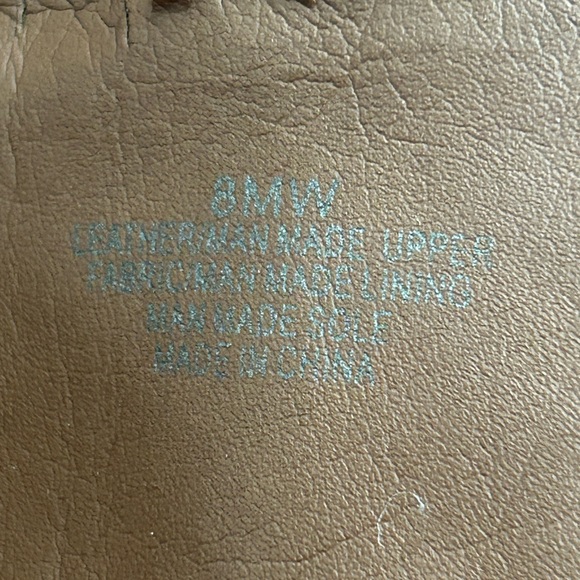 8MW
LEATHER/MAN MADE UPPER
FABRIC/MAN MADE LINING
MAN MADE SOLE
MADE IN CHINA